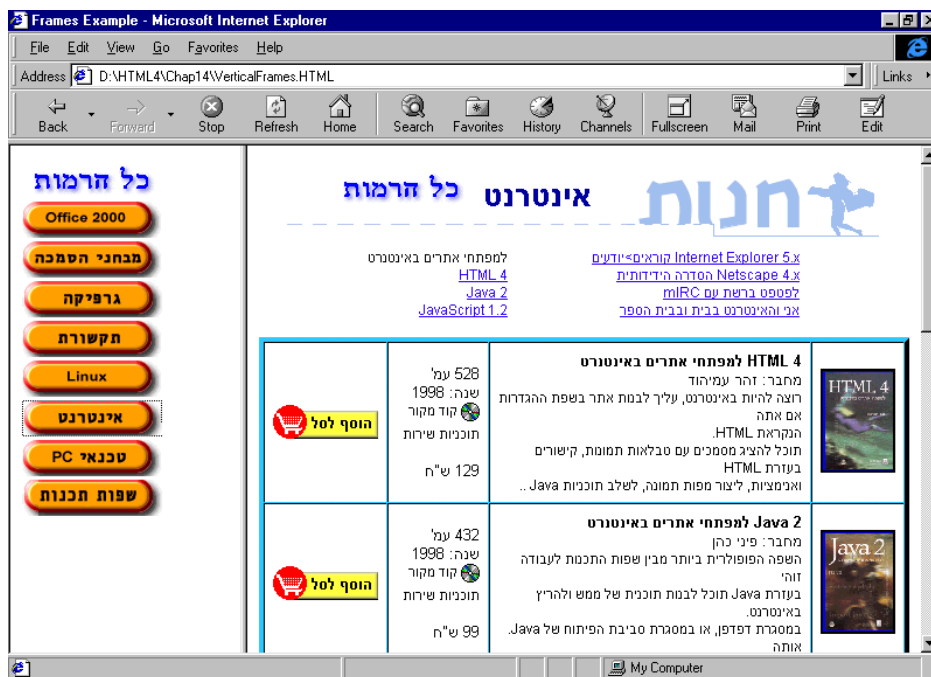 Frames Example - Microsoft Internet Explorer
File Edit View Go Favorites Help
Address D:\HTML4\Chap14\VerticalFrames.HTML Links
Back Forward Stop Refresh Home Search Favorites History Channels Fullscreen Mail Print Edit
כל הרמות
Office 2000
מבחני הסמכה
גרפיקה
תקשורת
Linux
אינטרנט
טכנאי PC
שפות תכנות
חנות אינטרנט כל הרמות
Internet Explorer 5.x קוראים>יודעים
Netscape 4.x הסדרה הידידותית
לפטפט ברשת עם mIRC
אני והאינטרנט בבית ובבית הספר
למפתחי אתרים באינטנרט
HTML 4
Java 2
JavaScript 1.2
HTML 4
HTML 4 למפתחי אתרים באינטנרט
מחבר: זהר עמיהוד
רוצה להיות באינטרנט, עליך לבנות אתר בשפת ההגדרות
אם אתה
הנקראת HTML.
תוכל להציג מסמכים עם טבלאות תמונות, קישורים
בעזרת HTML
ואנימציות, ליצור מפות תמונה, לשלב תוכניות Java ..
528 עמ'
שנה: 1998
קוד מקור
תוכניות שירות
129 ש"ח
הוסף לסל
Java 2
Java 2 למפתחי אתרים באינטנרט
מחבר: פיני כהן
השפה הפופולרית ביותר מבין שפות התכנות לעבודה
זוהי
בעזרת Java תוכל לבנות תוכנית של ממש ולהריץ
באינטרנט.
במסגרת דפדפן, או במסגרת סביבת הפיתוח של Java.
אותה
432 עמ'
שנה: 1998
קוד מקור
תוכניות שירות
99 ש"ח
הוסף לסל
My Computer